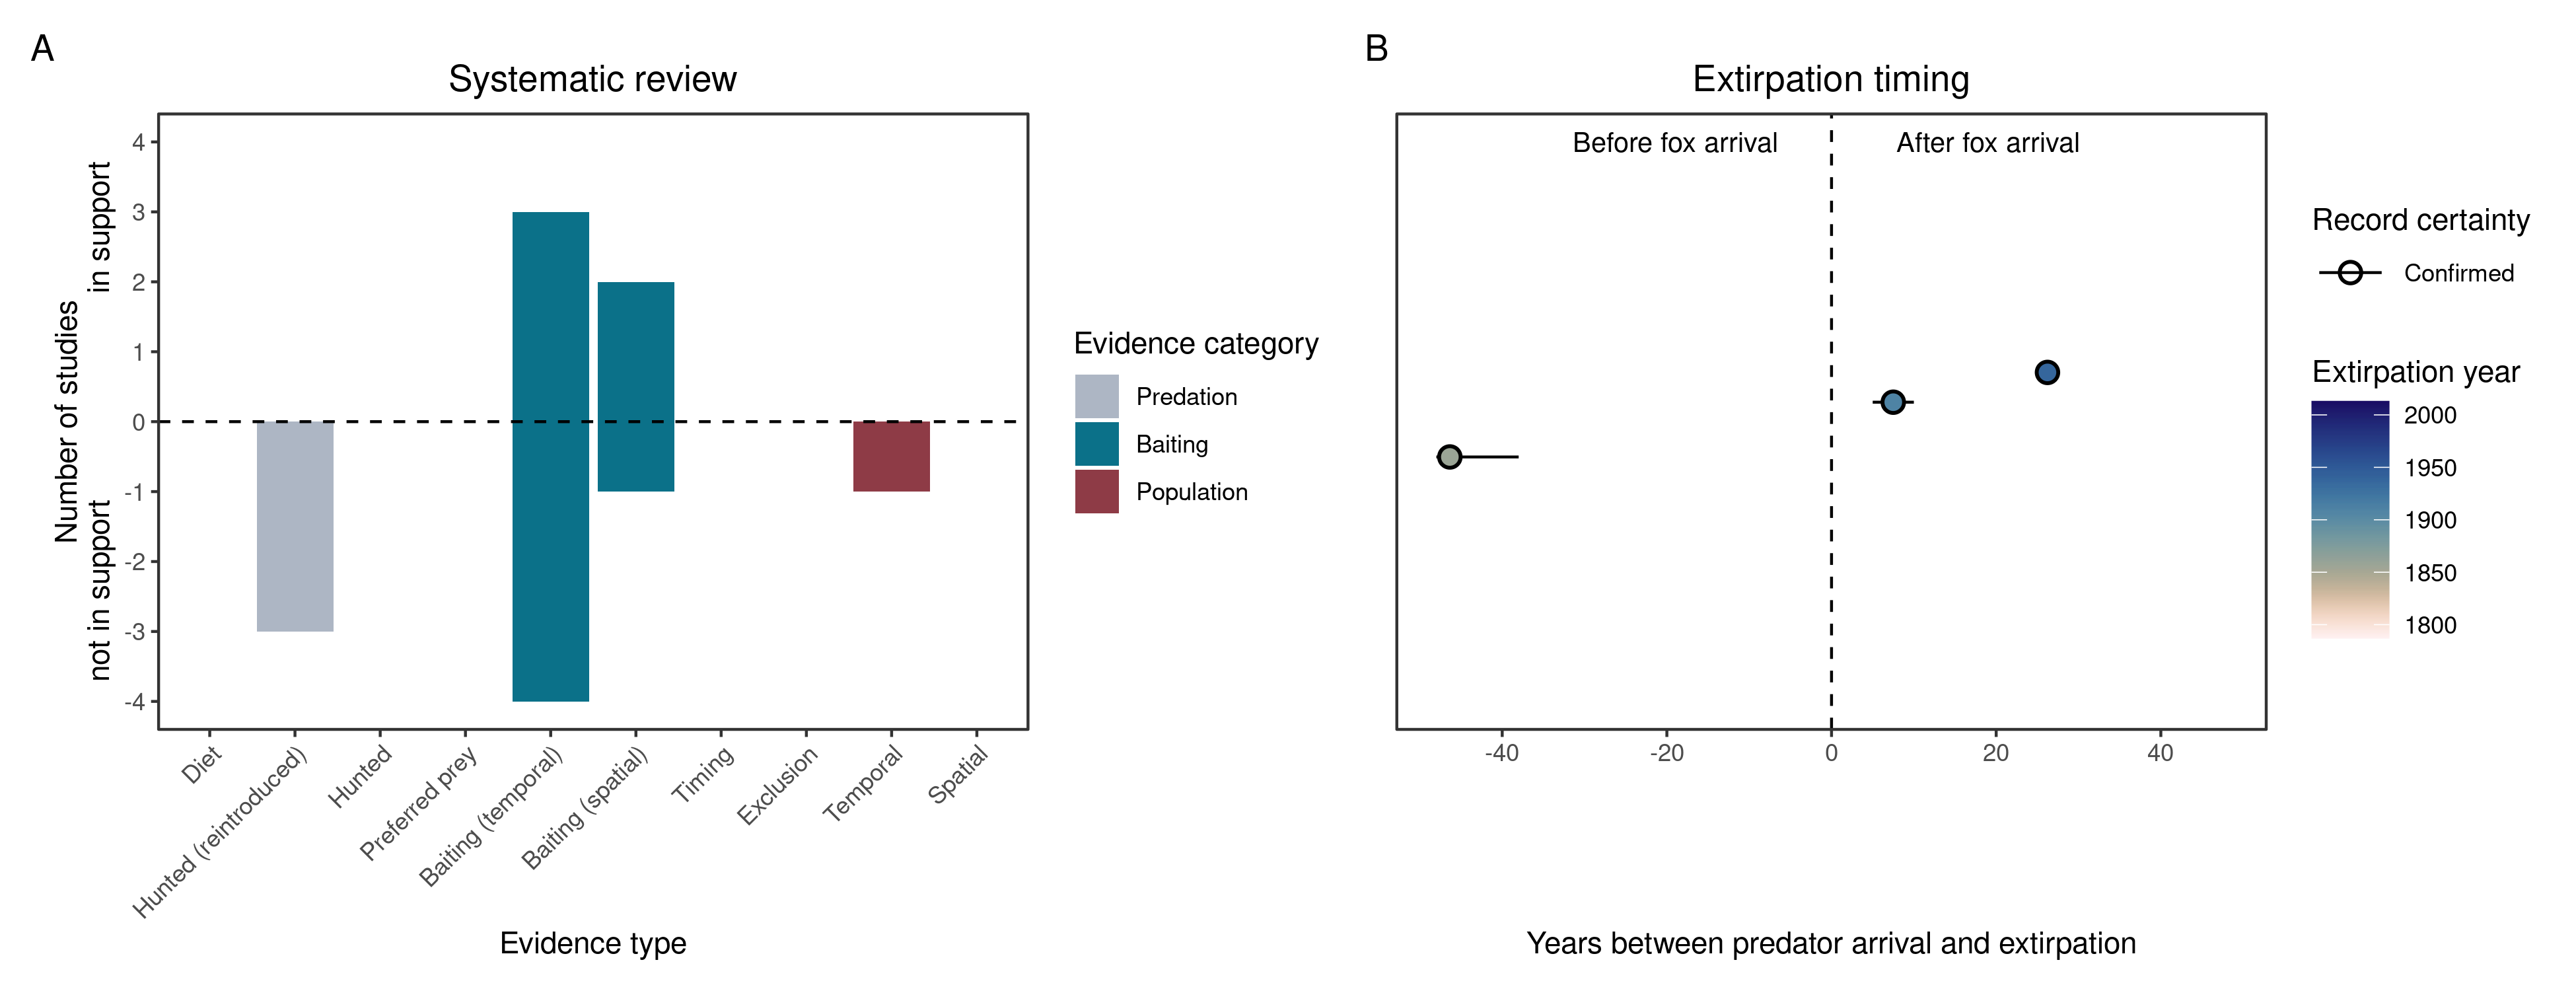 A
Systematic review
Number of studies
in support
not in support
4
3
2
1
0
-1
-2
-3
-4
Diet
Hunted (reintroduced)
Hunted
Preferred prey
Baiting (temporal)
Baiting (spatial)
Timing
Exclusion
Temporal
Spatial
Evidence type
Evidence category
Predation
Baiting
Population
B
Extirpation timing
Before fox arrival
After fox arrival
-40
-20
0
20
40
Years between predator arrival and extirpation
Record certainty
Confirmed
Extirpation year
2000
1950
1900
1850
1800